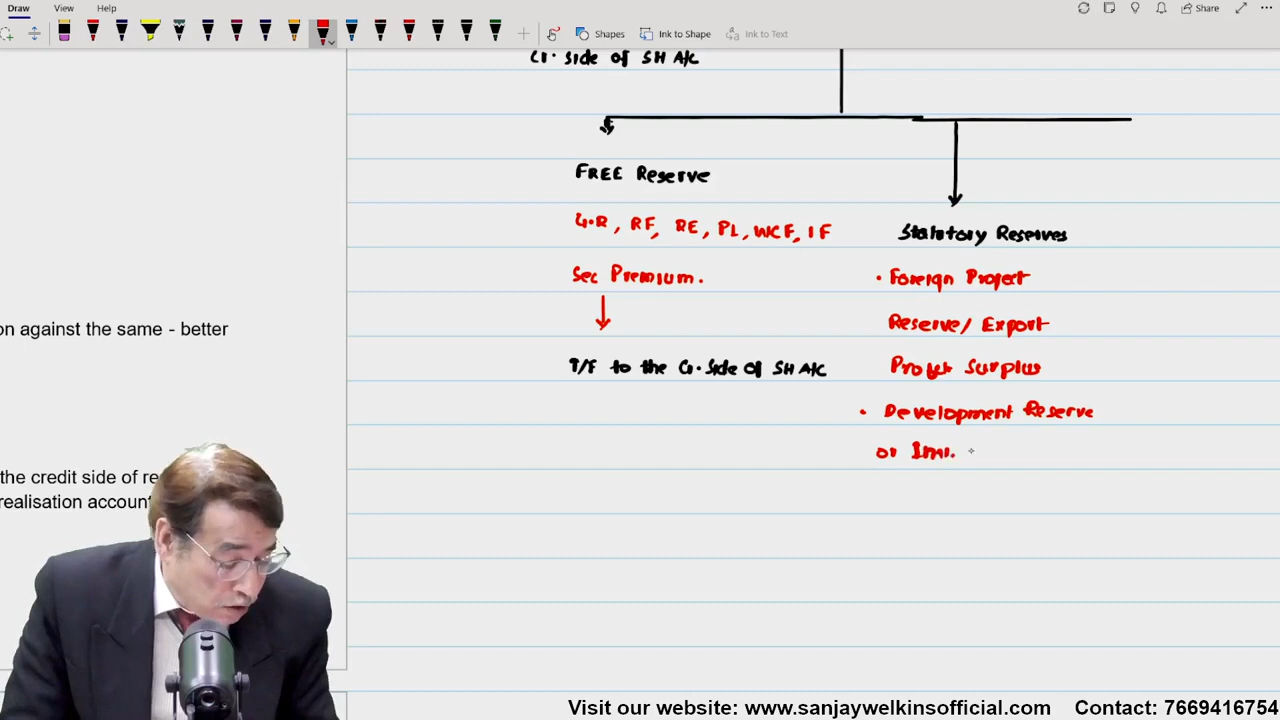 Draw View Help
Share
Shapes Ink to Shape Ink to Text
Cr. side of SH A/C
FREE Reserve
G.R, RF, RE, PL, WCF, IF
Statutory Reserves
Sec Premium.
• Foreign Project
Reserve/ Export
on against the same - better
T/F to the Cr. Side of SH A/C
Surplus
• Development Reserve
or
the credit side of
realisation account
Visit our website: www.sanjaywelkinsofficial.com Contact: 7669416754